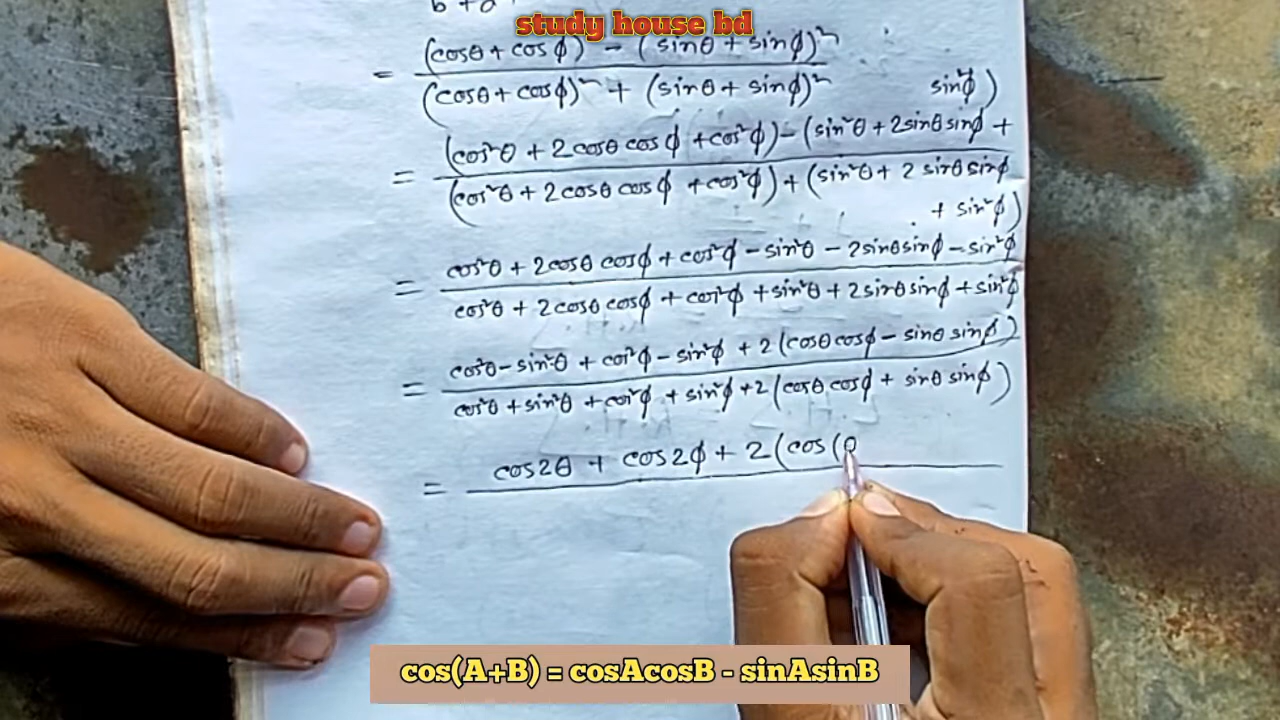 b + a
study house bd
(cosθ + cosϕ) - (sinθ + sinϕ)²
= (cosθ + cosϕ)² + (sinθ + sinϕ)²
sin²ϕ)
(cos²θ + 2cosθ cosϕ + cos²ϕ) - (sin²θ + 2sinθ sinϕ +
= (cos²θ + 2cosθ cosϕ + cos²ϕ) + (sin²θ + 2 sinθ sinϕ
+ sin²ϕ)
cos²θ + 2cosθ cosϕ + cos²ϕ - sin²θ - 2sinθ sinϕ - sin²ϕ
= cos²θ + 2cosθ cosϕ + cos²ϕ + sin²θ + 2sinθ sinϕ + sin²ϕ
cos²θ - sin²θ + cos²ϕ - sin²ϕ + 2(cosθ cosϕ - sinθ sinϕ)
= cos²θ + sin²θ + cos²ϕ + sin²ϕ + 2(cosθ cosϕ + sinθ sinϕ)
= cos2θ + cos2ϕ + 2(cos(θ
cos(A+B) = cosAcosB - sinAsinB